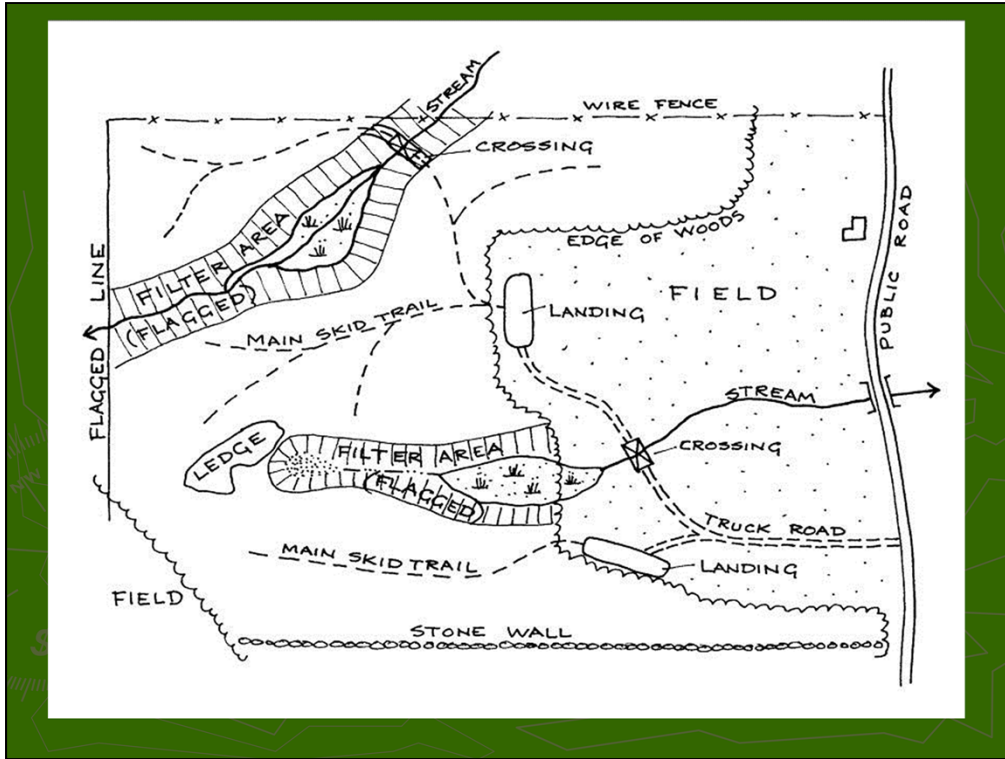 STREAM
WIRE FENCE
CROSSING
EDGE OF WOODS
PUBLIC ROAD
FILTER AREA
(FLAGGED)
FLAGGED LINE
FIELD
LANDING
MAIN SKID TRAIL
STREAM
CROSSING
LEDGE
FILTER AREA
(FLAGGED)
TRUCK ROAD
MAIN SKID TRAIL
LANDING
FIELD
STONE WALL
NW
S